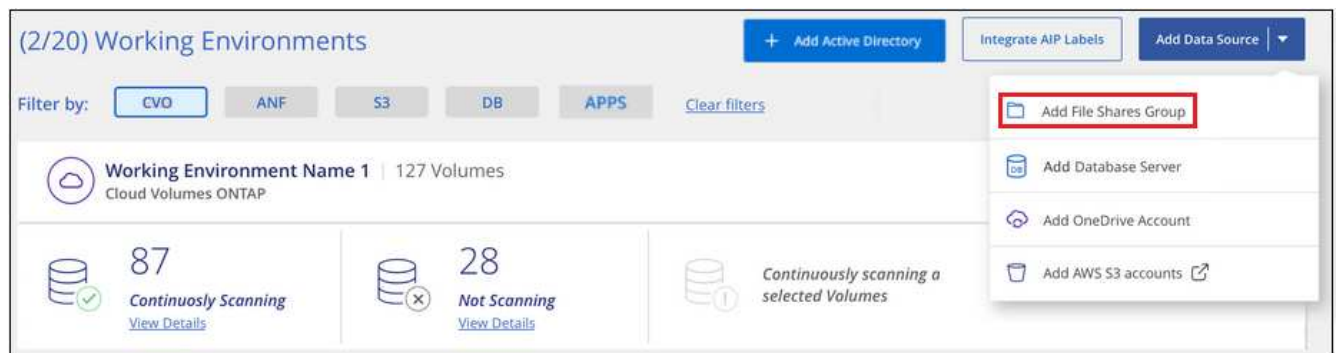 (2/20) Working Environments
+ Add Active Directory
Integrate AIP Labels
Add Data Source
Filter by:
CVO
ANF
S3
DB
APPS
Clear filters
Add File Shares Group
DB
Add Database Server
Add OneDrive Account
Add AWS S3 accounts
Working Environment Name 1 | 127 Volumes
Cloud Volumes ONTAP
87
Continuosly Scanning
View Details
28
Not Scanning
View Details
Continuously scanning a
selected Volumes